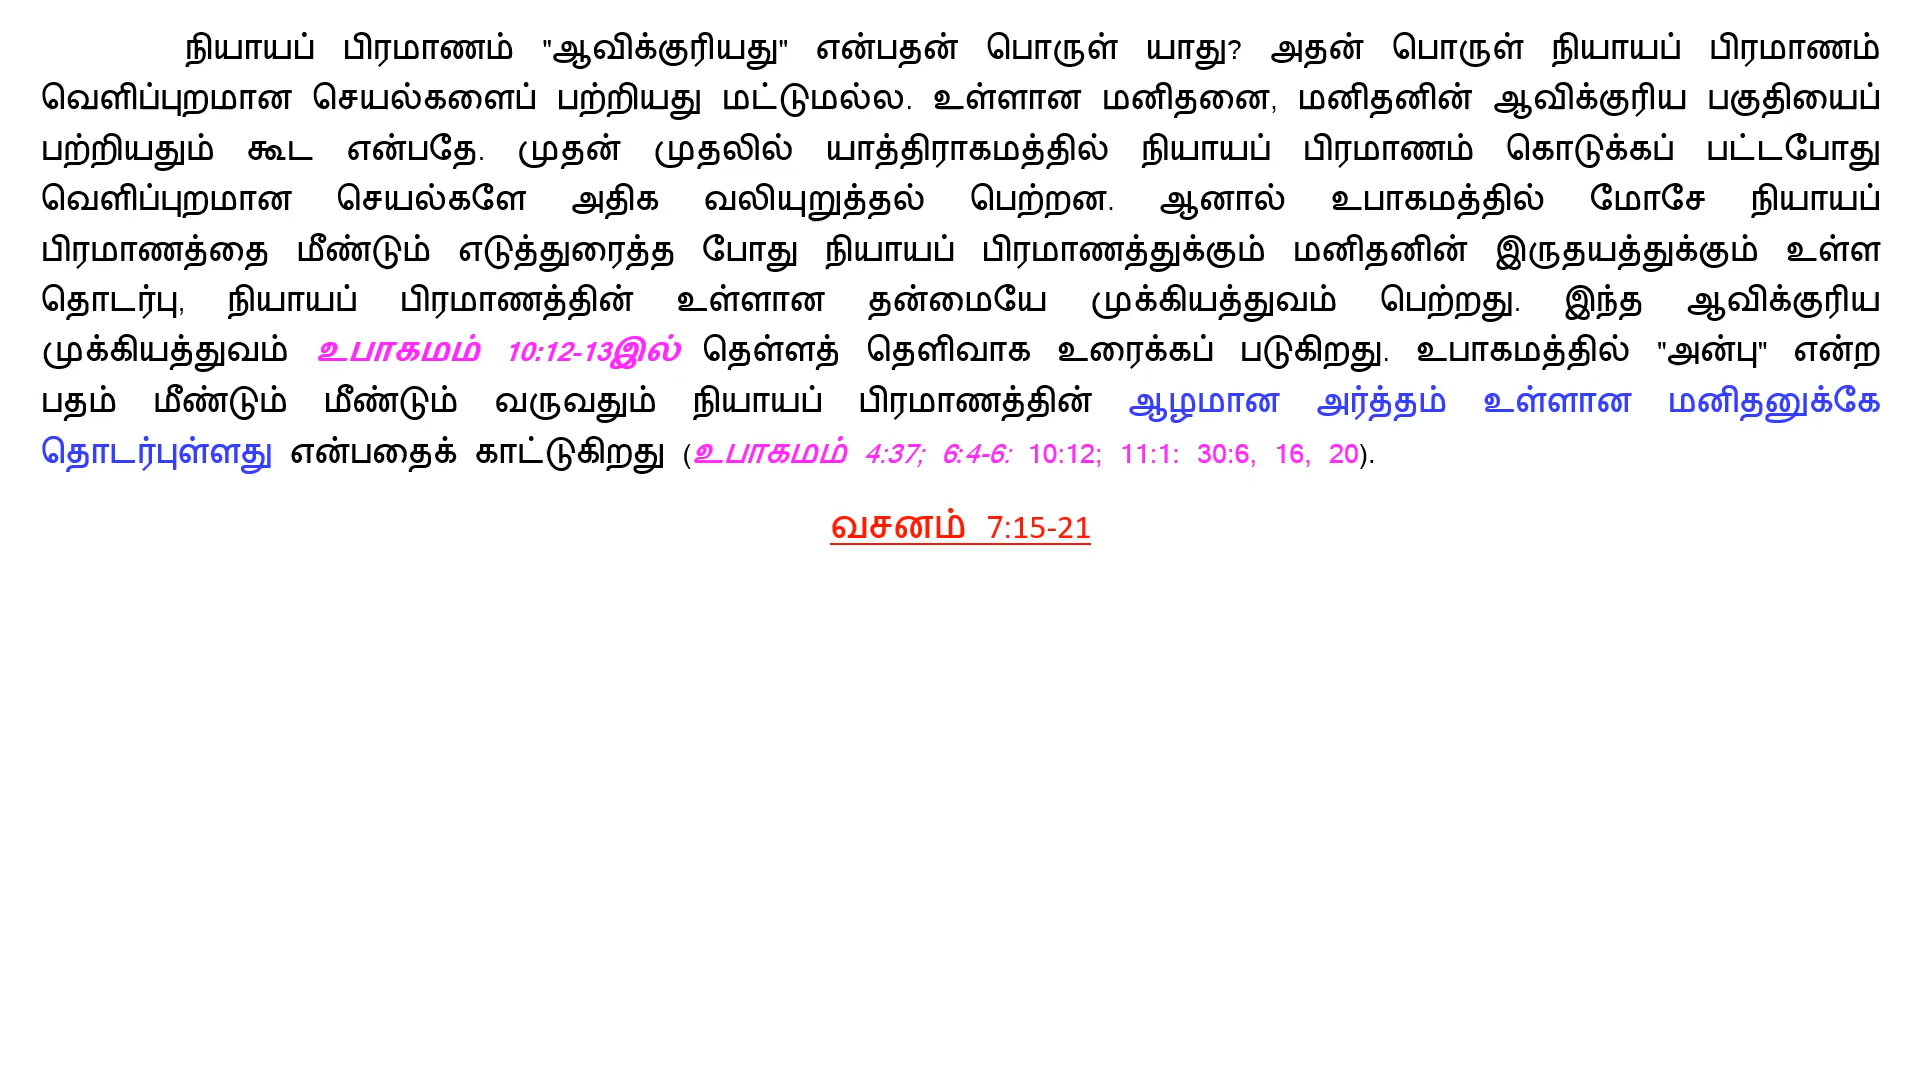 நியாயப் பிரமாணம் "ஆவிக்குரியது" என்பதன் பொருள் யாது? அதன் பொருள் நியாயப் பிரமாணம்
வெளிப்புறமான செயல்களைப் பற்றியது மட்டுமல்ல. உள்ளான மனிதனை, மனிதனின் ஆவிக்குரிய பகுதியைப்
பற்றியதும் கூட என்பதே. முதன் முதலில் யாத்திராகமத்தில் நியாயப் பிரமாணம் கொடுக்கப் பட்டபோது
வெளிப்புறமான செயல்களே அதிக வலியுறுத்தல் பெற்றன. ஆனால் உபாகமத்தில் மோசே நியாயப்
பிரமாணத்தை மீண்டும் எடுத்துரைத்த போது நியாயப் பிரமாணத்துக்கும் மனிதனின் இருதயத்துக்கும் உள்ள
தொடர்பு, நியாயப் பிரமாணத்தின் உள்ளான தன்மையே முக்கியத்துவம் பெற்றது. இந்த ஆவிக்குரிய
முக்கியத்துவம் உபாகமம் 10:12-13இல் தெள்ளத் தெளிவாக உரைக்கப் படுகிறது. உபாகமத்தில் "அன்பு" என்ற
பதம் மீண்டும் மீண்டும் வருவதும் நியாயப் பிரமாணத்தின் ஆழமான அர்த்தம் உள்ளான மனிதனுக்கே
தொடர்புள்ளது என்பதைக் காட்டுகிறது (உபாகமம் 4:37; 6:4-6: 10:12; 11:1: 30:6, 16, 20).
வசனம் 7:15-21